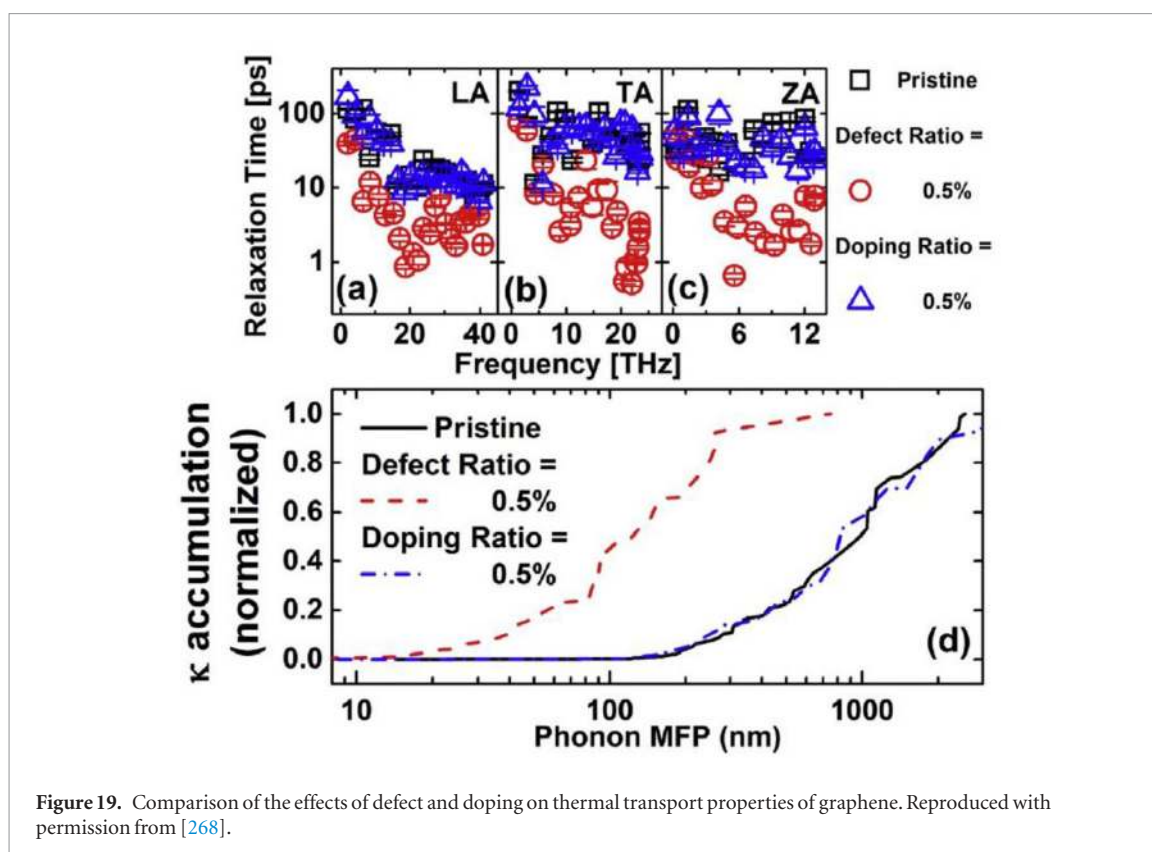 Relaxation Time [ps]
100
10
1
LA
TA
ZA
(a)
(b)
(c)
0 20 40 0 10 20 0 6 12
Frequency [THz]
Pristine
Defect Ratio =
0.5%
Doping Ratio =
0.5%
κ accumulation
(normalized)
1.0
0.8
0.6
0.4
0.2
0.0
Pristine
Defect Ratio =
0.5%
Doping Ratio =
0.5%
(d)
10 100 1000
Phonon MFP (nm)
Figure 19. Comparison of the effects of defect and doping on thermal transport properties of graphene. Reproduced with
permission from [268].